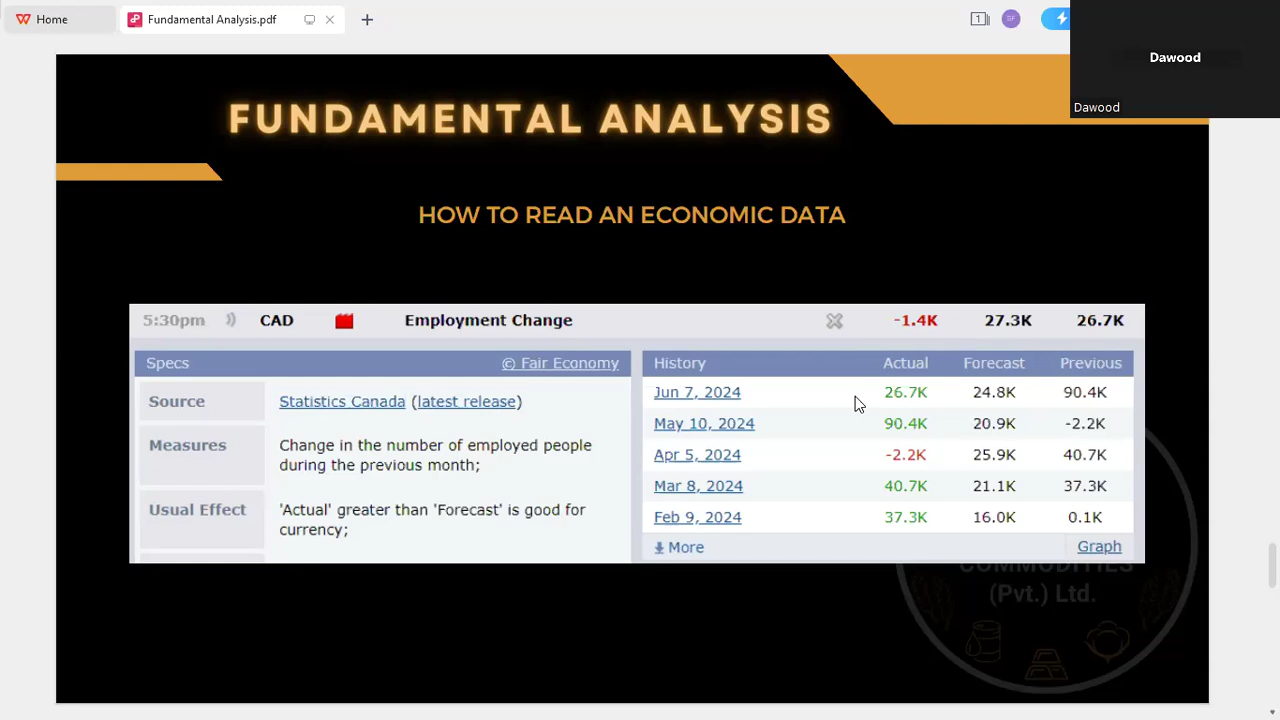 Home
Fundamental Analysis.pdf
1
GF
Dawood
Dawood
FUNDAMENTAL ANALYSIS
HOW TO READ AN ECONOMIC DATA
5:30pm CAD Employment Change -1.4K 27.3K 26.7K
Specs © Fair Economy
Source Statistics Canada (latest release)
Measures Change in the number of employed people
during the previous month;
Usual Effect 'Actual' greater than 'Forecast' is good for
currency;
History Actual Forecast Previous
Jun 7, 2024 26.7K 24.8K 90.4K
May 10, 2024 90.4K 20.9K -2.2K
Apr 5, 2024 -2.2K 25.9K 40.7K
Mar 8, 2024 40.7K 21.1K 37.3K
Feb 9, 2024 37.3K 16.0K 0.1K
More Graph
COMMODITIES
(Pvt.) Ltd.